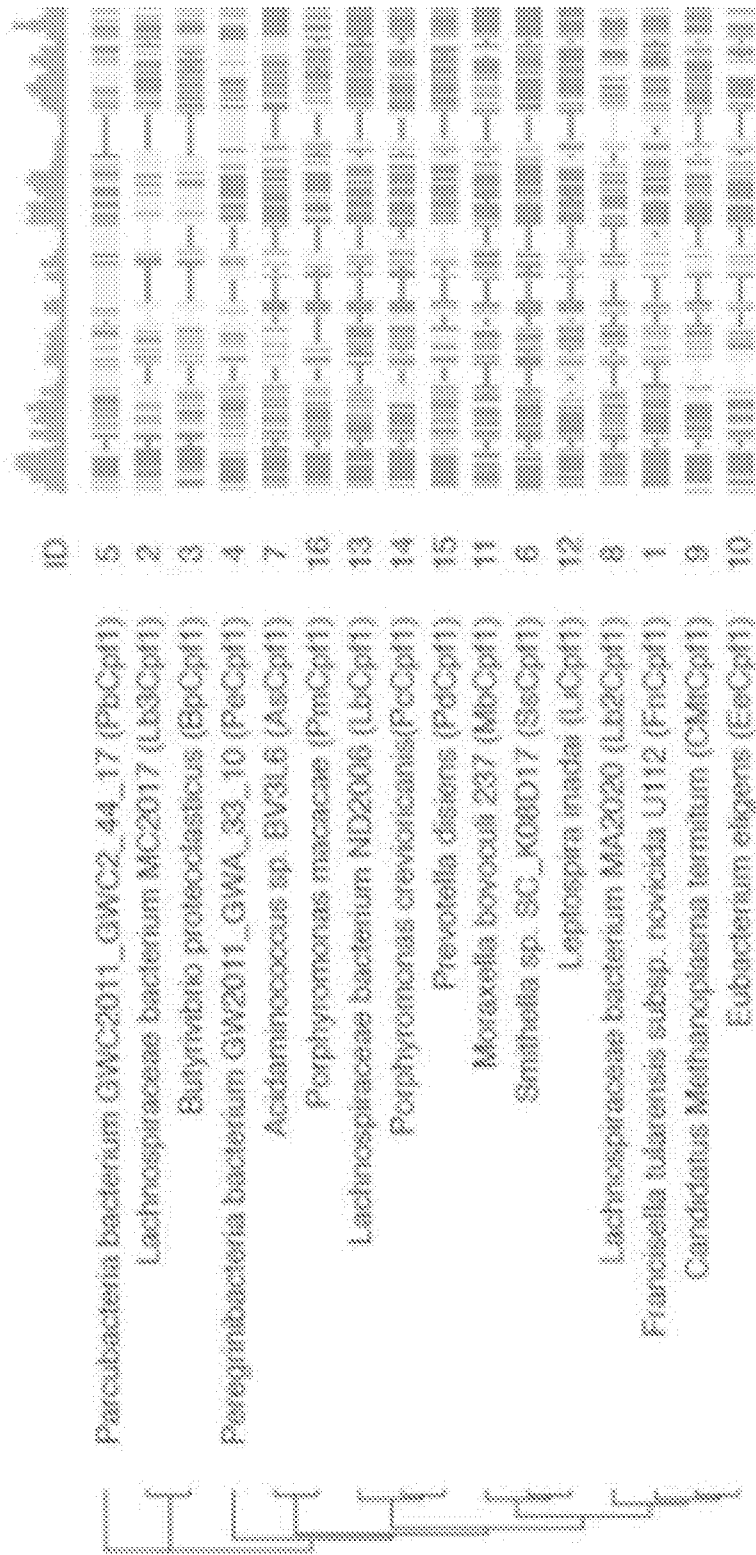 ID
Parcubacteria bacterium GWC2011_GWC2_44_17 (PbCpf1) 5
Lachnospiraceae bacterium MC2017 (Lb3Cpf1) 2
Butyrivibrio proteoclasticus (BpCpf1) 3
Peregrinibacteria bacterium GW2011_GWA_33_10 (PeCpf1) 4
Acidaminococcus sp. BV3L6 (AsCpf1) 7
Porphyromonas macacae (PmCpf1) 16
Lachnospiraceae bacterium ND2006 (LbCpf1) 13
Porphyromonas crevioricanis(PcCpf1) 14
Prevotella disiens (PdCpf1) 15
Moraxella bovoculi 237 (MbCpf1) 11
Smithella sp. SC_K08D17 (SsCpf1) 6
Leptospira inadai (LiCpf1) 12
Lachnospiraceae bacterium MA2020 (Lb2Cpf1) 8
Francisella tularensis subsp. novicida U112 (FnCpf1) 1
Candidatus Methanoplasma termitum (CMtCpf1) 9
Eubacterium eligens (EeCpf1) 10